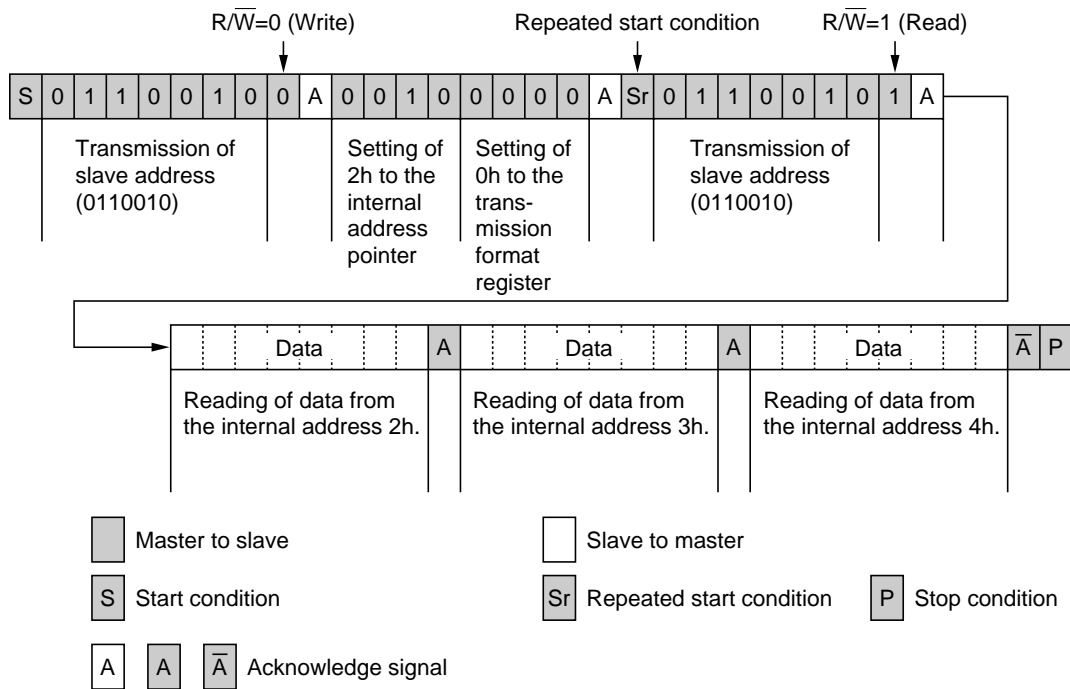 R/W̅=0 (Write) Repeated start condition R/W̅=1 (Read)
S 0 1 1 0 0 1 0 0 A 0 0 1 0 0 0 0 0 A Sr 0 1 1 0 0 1 0 1 A
Transmission of
slave address
(0110010)
Setting of
2h to the
internal
address
pointer
Setting of
0h to the
trans-
mission
format
register
Transmission of
slave address
(0110010)
Data A Data A Data A̅ P
Reading of data from
the internal address 2h.
Reading of data from
the internal address 3h.
Reading of data from
the internal address 4h.
Master to slave
Slave to master
S Start condition
Sr Repeated start condition
P Stop condition
A A A̅ Acknowledge signal